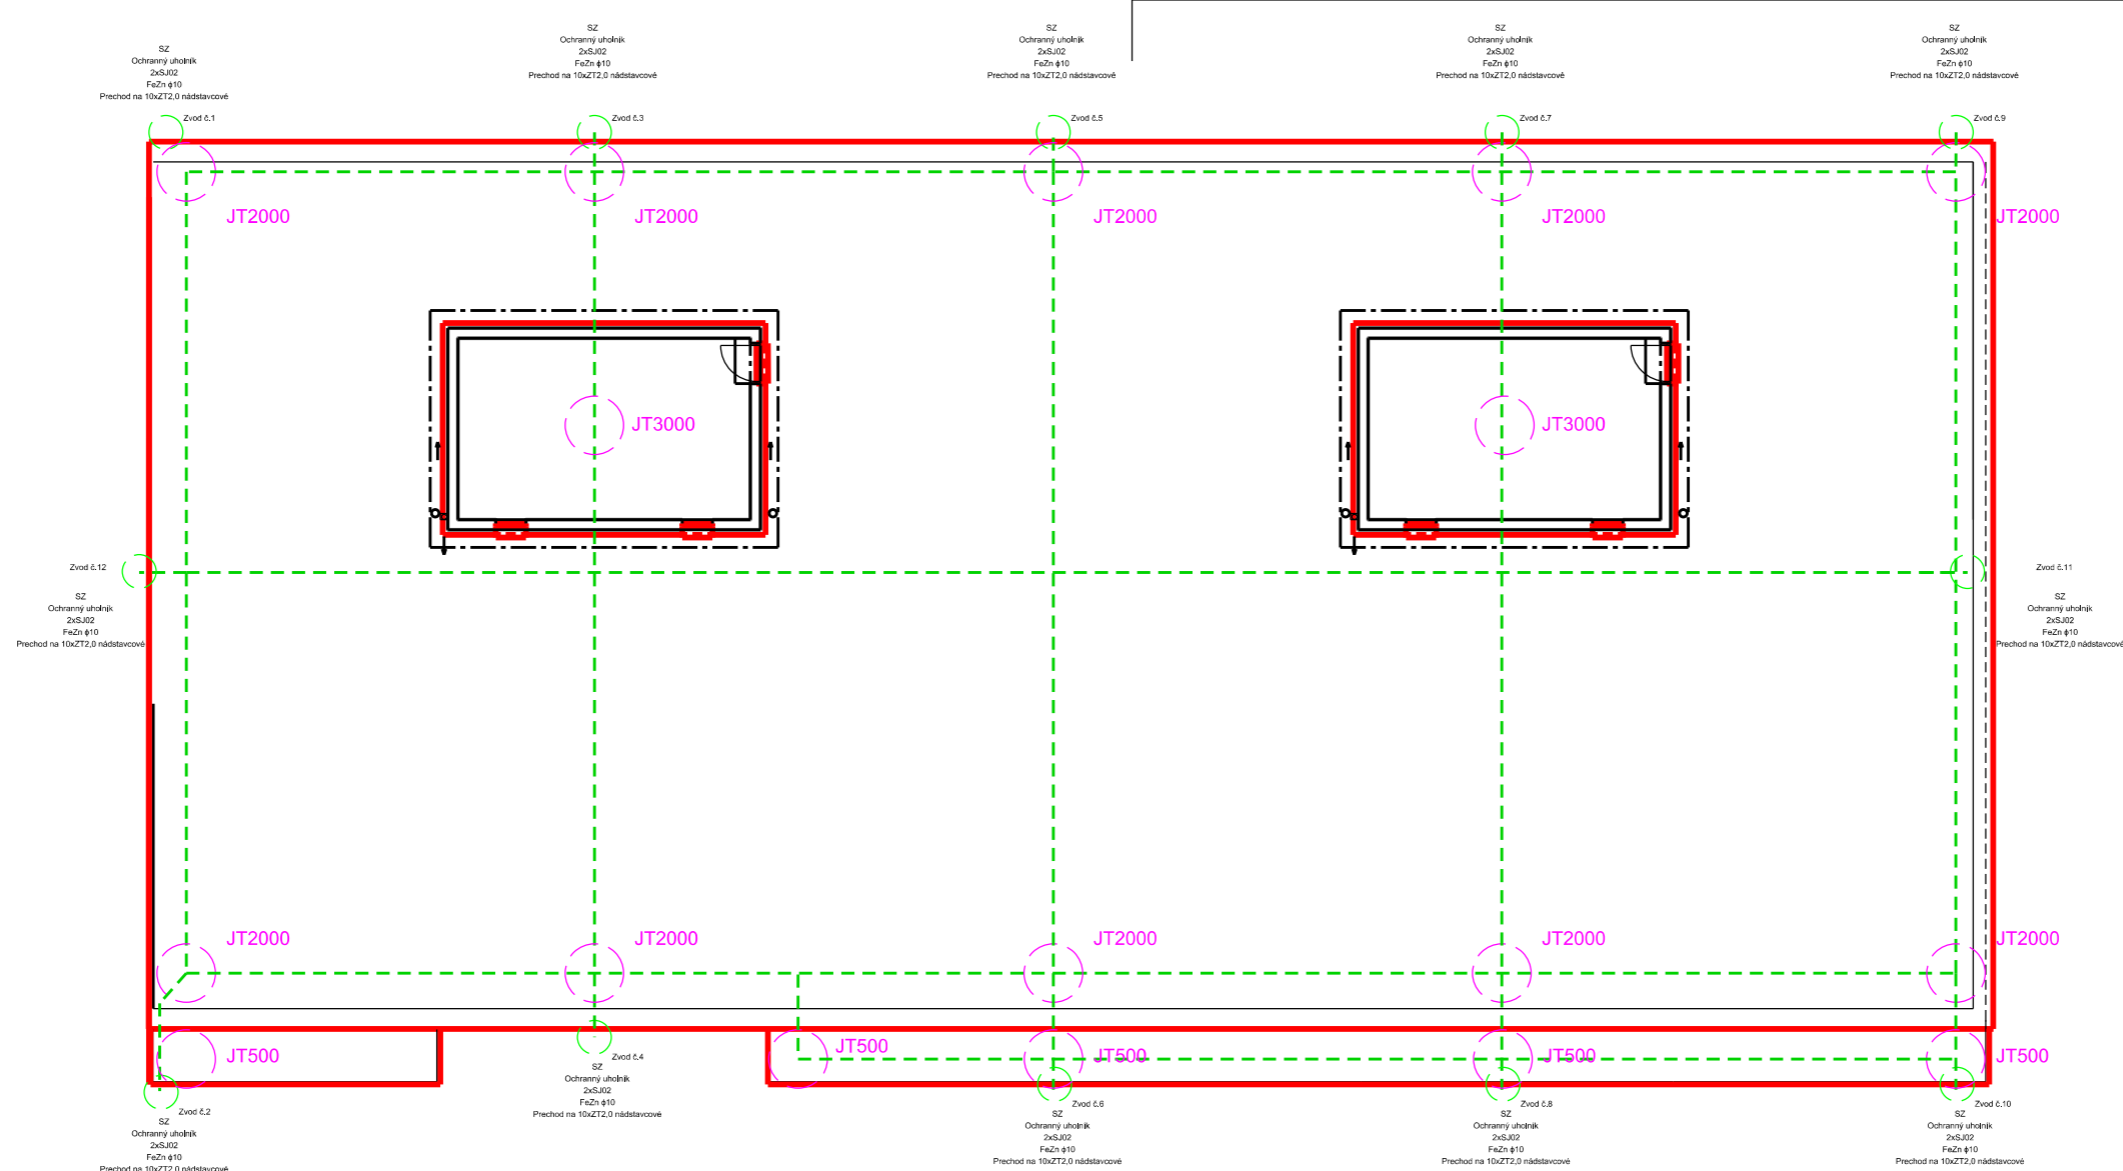 SZ
Ochranný uholník
2xSJ02
FeZn ϕ10
Prechod na 10xZT2,0 nádstavcové
SZ
Ochranný uholník
2xSJ02
FeZn ϕ10
Prechod na 10xZT2,0 nádstavcové
SZ
Ochranný uholník
2xSJ02
FeZn ϕ10
Prechod na 10xZT2,0 nádstavcové
SZ
Ochranný uholník
2xSJ02
FeZn ϕ10
Prechod na 10xZT2,0 nádstavcové
SZ
Ochranný uholník
2xSJ02
FeZn ϕ10
Prechod na 10xZT2,0 nádstavcové
Zvod č.1
Zvod č.3
Zvod č.5
Zvod č.7
Zvod č.9
JT2000
JT2000
JT2000
JT2000
JT2000
JT3000
JT3000
Zvod č.12
SZ
Ochranný uholník
2xSJ02
FeZn ϕ10
Prechod na 10xZT2,0 nádstavcové
Zvod č.11
SZ
Ochranný uholník
2xSJ02
FeZn ϕ10
Prechod na 10xZT2,0 nádstavcové
JT2000
JT2000
JT2000
JT2000
JT2000
JT500
JT500
JT500
JT500
JT500
Zvod č.2
SZ
Ochranný uholník
2xSJ02
FeZn ϕ10
Prechod na 10xZT2,0 nádstavcové
Zvod č.4
SZ
Ochranný uholník
2xSJ02
FeZn ϕ10
Prechod na 10xZT2,0 nádstavcové
Zvod č.6
SZ
Ochranný uholník
2xSJ02
FeZn ϕ10
Prechod na 10xZT2,0 nádstavcové
Zvod č.8
SZ
Ochranný uholník
2xSJ02
FeZn ϕ10
Prechod na 10xZT2,0 nádstavcové
Zvod č.10
SZ
Ochranný uholník
2xSJ02
FeZn ϕ10
Prechod na 10xZT2,0 nádstavcové